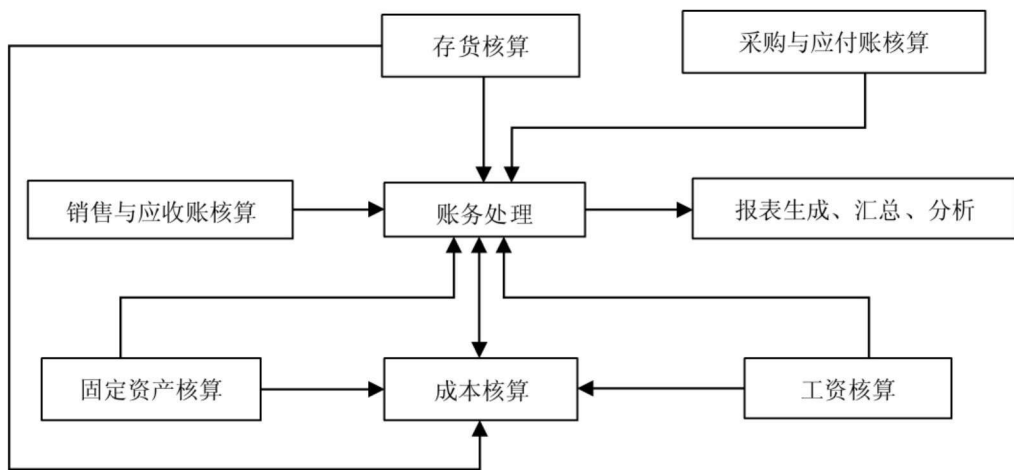 存货核算
采购与应付账核算
销售与应收账核算
账务处理
报表生成、汇总、分析
固定资产核算
成本核算
工资核算